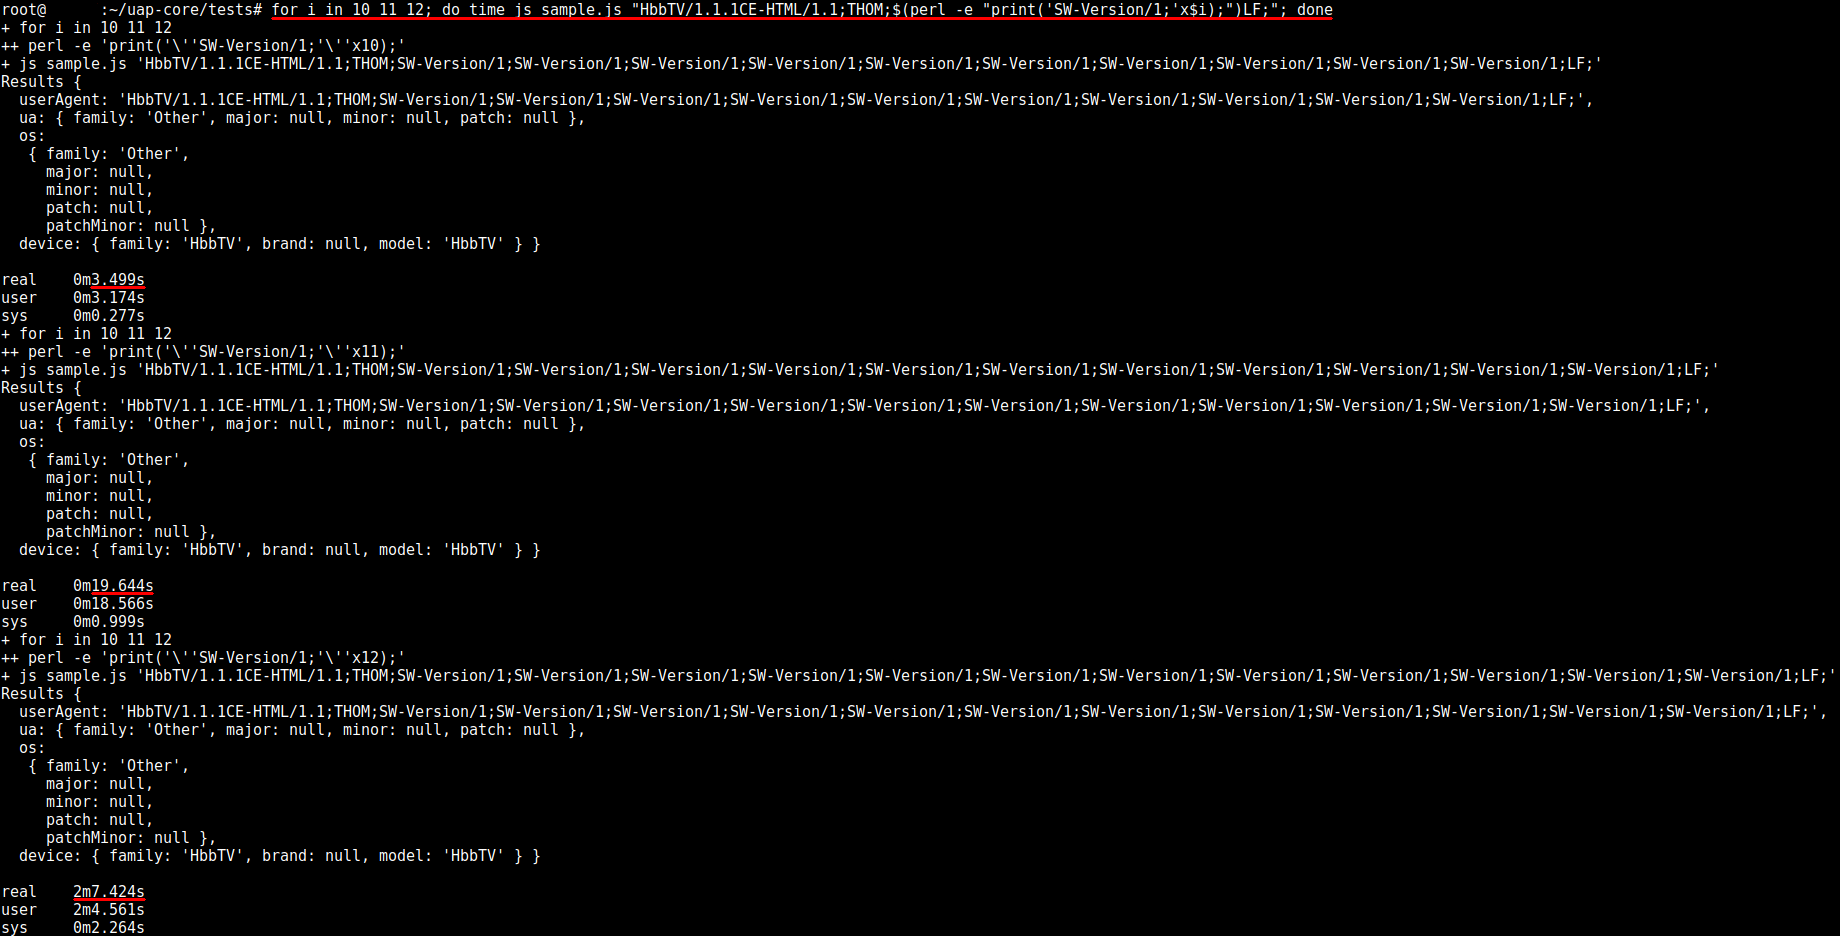 root@      :~/uap-core/tests# for i in 10 11 12; do time js sample.js "HbbTV/1.1.1CE-HTML/1.1;THOM;$(perl -e "print('SW-Version/1;'x$i);")LF;"; done
+ for i in 10 11 12
++ perl -e 'print('\''SW-Version/1;'\''x10);'
+ js sample.js 'HbbTV/1.1.1CE-HTML/1.1;THOM;SW-Version/1;SW-Version/1;SW-Version/1;SW-Version/1;SW-Version/1;SW-Version/1;SW-Version/1;SW-Version/1;SW-Version/1;SW-Version/1;LF;'
Results {
  userAgent: 'HbbTV/1.1.1CE-HTML/1.1;THOM;SW-Version/1;SW-Version/1;SW-Version/1;SW-Version/1;SW-Version/1;SW-Version/1;SW-Version/1;SW-Version/1;SW-Version/1;SW-Version/1;LF;',
  ua: { family: 'Other', major: null, minor: null, patch: null },
  os:
   { family: 'Other',
     major: null,
     minor: null,
     patch: null,
     patchMinor: null },
  device: { family: 'HbbTV', brand: null, model: 'HbbTV' } }

real    0m3.499s
user    0m3.174s
sys     0m0.277s
+ for i in 10 11 12
++ perl -e 'print('\''SW-Version/1;'\''x11);'
+ js sample.js 'HbbTV/1.1.1CE-HTML/1.1;THOM;SW-Version/1;SW-Version/1;SW-Version/1;SW-Version/1;SW-Version/1;SW-Version/1;SW-Version/1;SW-Version/1;SW-Version/1;SW-Version/1;SW-Version/1;LF;'
Results {
  userAgent: 'HbbTV/1.1.1CE-HTML/1.1;THOM;SW-Version/1;SW-Version/1;SW-Version/1;SW-Version/1;SW-Version/1;SW-Version/1;SW-Version/1;SW-Version/1;SW-Version/1;SW-Version/1;SW-Version/1;LF;',
  ua: { family: 'Other', major: null, minor: null, patch: null },
  os:
   { family: 'Other',
     major: null,
     minor: null,
     patch: null,
     patchMinor: null },
  device: { family: 'HbbTV', brand: null, model: 'HbbTV' } }

real    0m19.644s
user    0m18.566s
sys     0m0.999s
+ for i in 10 11 12
++ perl -e 'print('\''SW-Version/1;'\''x12);'
+ js sample.js 'HbbTV/1.1.1CE-HTML/1.1;THOM;SW-Version/1;SW-Version/1;SW-Version/1;SW-Version/1;SW-Version/1;SW-Version/1;SW-Version/1;SW-Version/1;SW-Version/1;SW-Version/1;SW-Version/1;SW-Version/1;LF;'
Results {
  userAgent: 'HbbTV/1.1.1CE-HTML/1.1;THOM;SW-Version/1;SW-Version/1;SW-Version/1;SW-Version/1;SW-Version/1;SW-Version/1;SW-Version/1;SW-Version/1;SW-Version/1;SW-Version/1;SW-Version/1;SW-Version/1;LF;',
  ua: { family: 'Other', major: null, minor: null, patch: null },
  os:
   { family: 'Other',
     major: null,
     minor: null,
     patch: null,
     patchMinor: null },
  device: { family: 'HbbTV', brand: null, model: 'HbbTV' } }

real    2m7.424s
user    2m4.561s
sys     0m2.264s